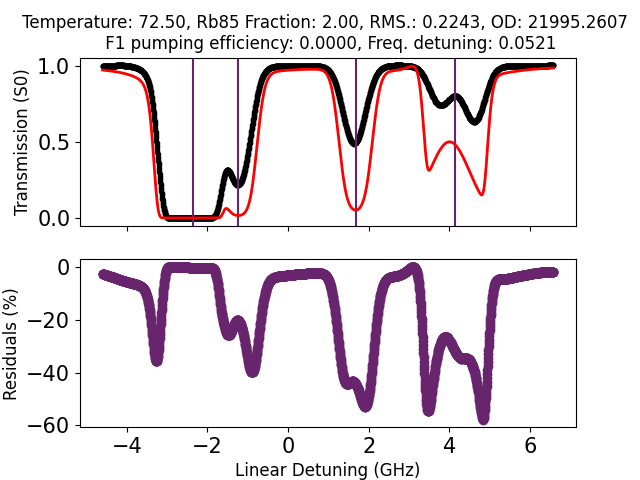 Temperature: 72.50, Rb85 Fraction: 2.00, RMS.: 0.2243, OD: 21995.2607
F1 pumping efficiency: 0.0000, Freq. detuning: 0.0521
Transmission (S0)
1.0
0.5
0.0
Residuals (%)
0
−20
−40
−60
−4 −2 0 2 4 6
Linear Detuning (GHz)